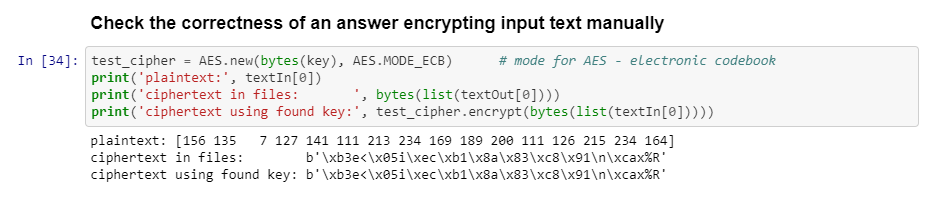 Check the correctness of an answer encrypting input text manually
In [34]: test_cipher = AES.new(bytes(key), AES.MODE_ECB)      # mode for AES - electronic codebook
print('plaintext:', textIn[0])
print('ciphertext in files:       ', bytes(list(textOut[0])))
print('ciphertext using found key:', test_cipher.encrypt(bytes(list(textIn[0]))))
plaintext: [156 135   7 127 141 111 213 234 169 189 200 111 126 215 234 164]
ciphertext in files:        b'\xb3e<\x05i\xec\xb1\x8a\x83\xc8\x91\n\xcax%R'
ciphertext using found key: b'\xb3e<\x05i\xec\xb1\x8a\x83\xc8\x91\n\xcax%R'